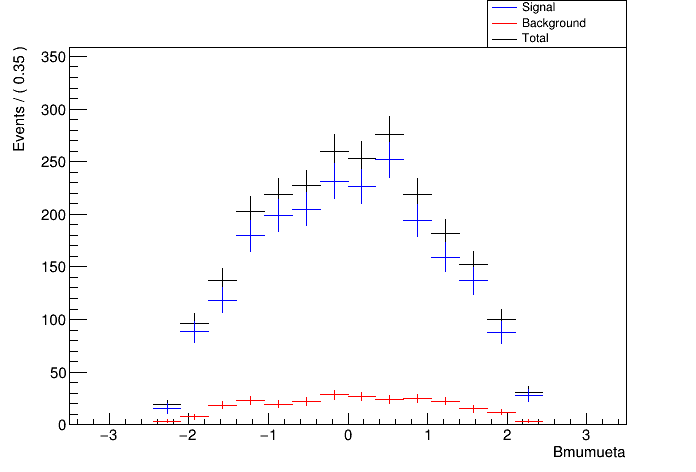 Signal
Background
Total
Events / ( 0.35 )
350
300
250
200
150
100
50
0
−3 −2 −1 0 1 2 3
Bmumueta